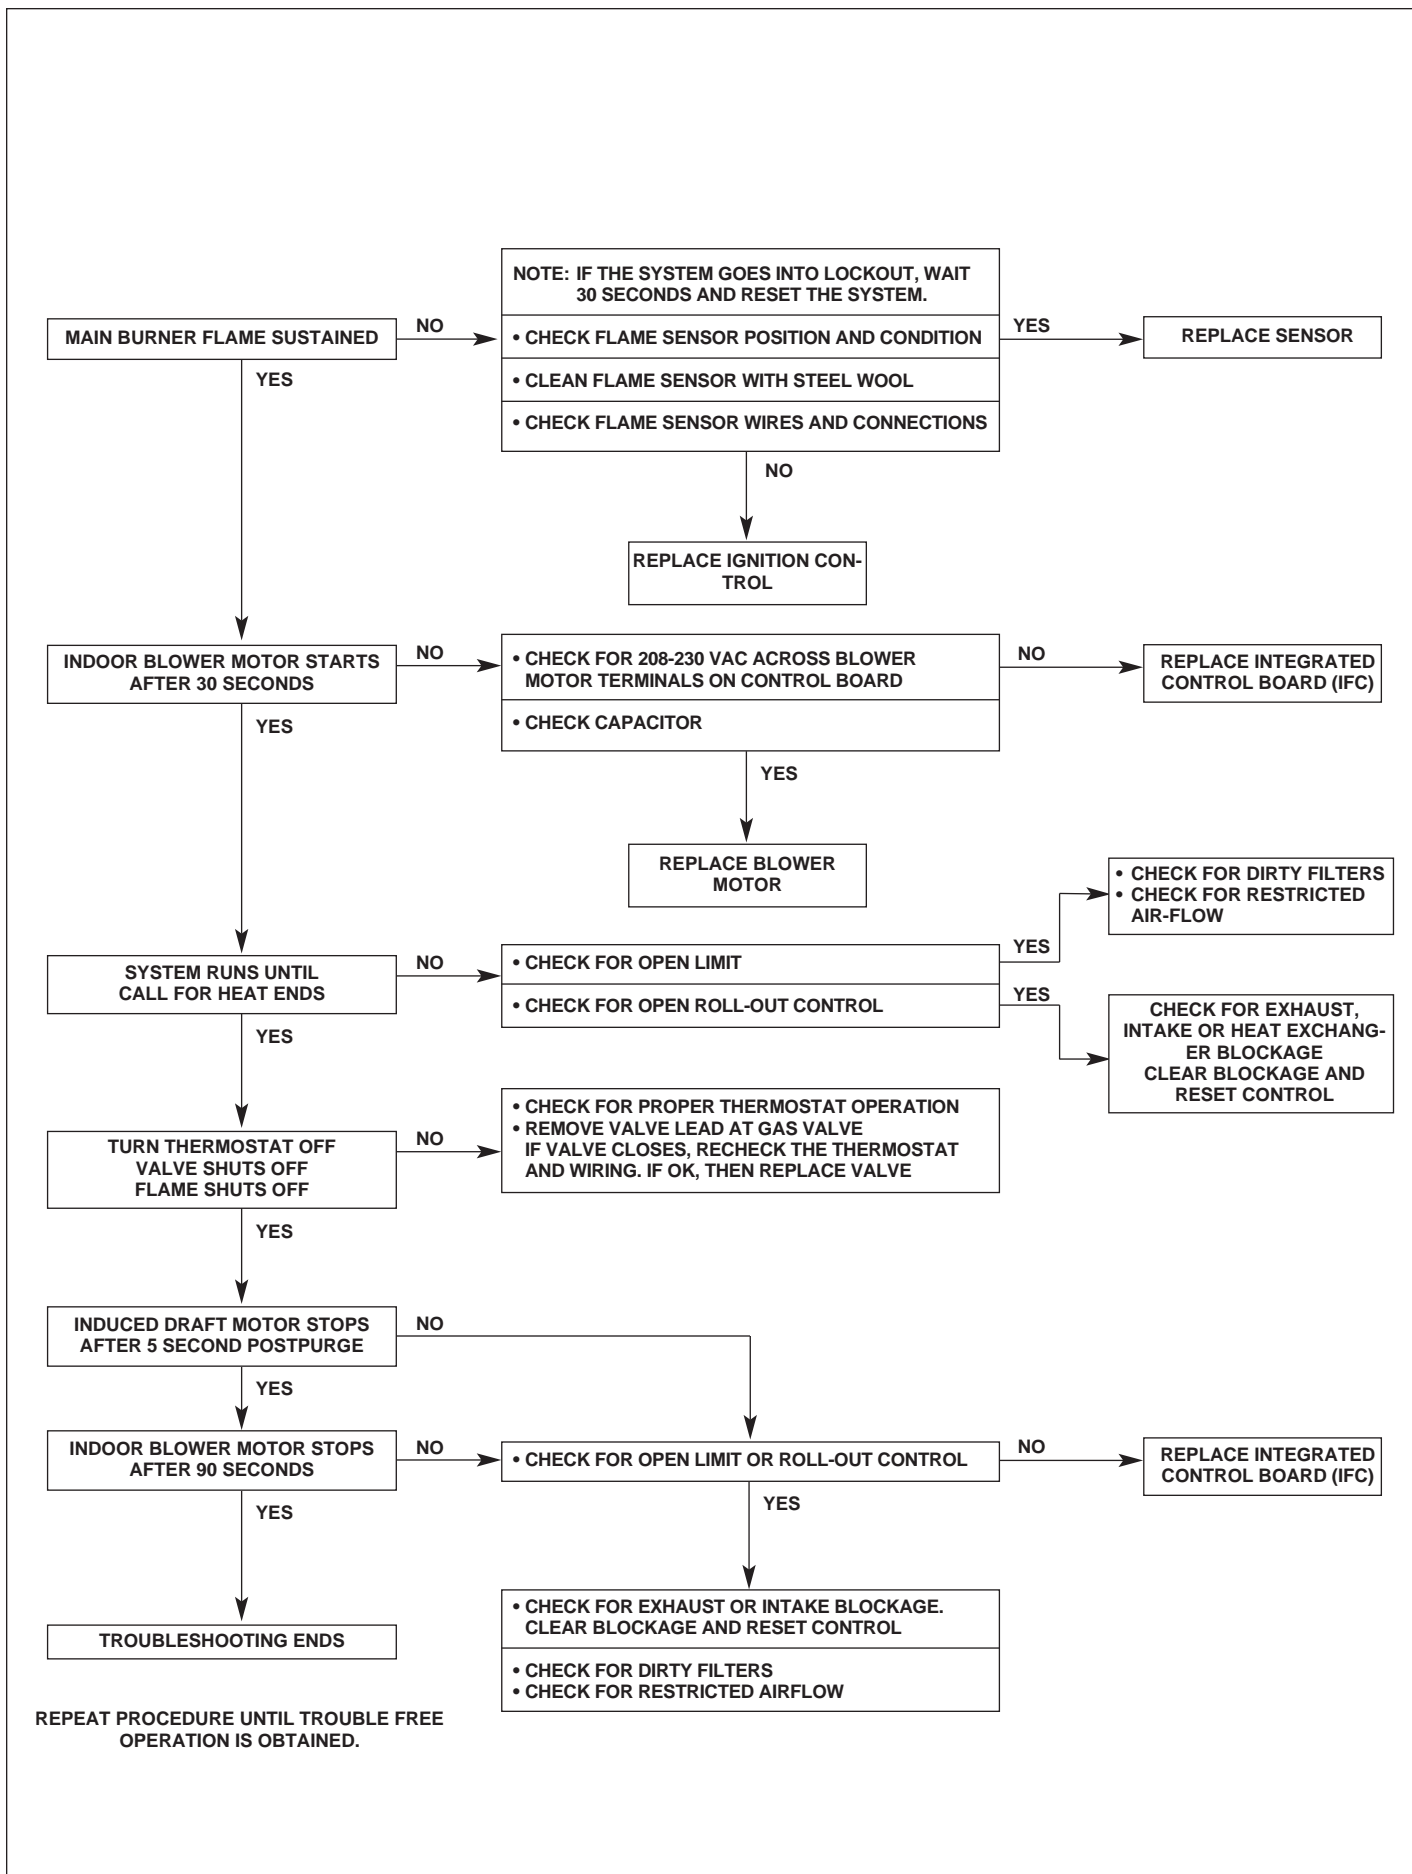 NOTE: IF THE SYSTEM GOES INTO LOCKOUT, WAIT
30 SECONDS AND RESET THE SYSTEM.
MAIN BURNER FLAME SUSTAINED
NO
• CHECK FLAME SENSOR POSITION AND CONDITION
YES
REPLACE SENSOR
YES
• CLEAN FLAME SENSOR WITH STEEL WOOL
• CHECK FLAME SENSOR WIRES AND CONNECTIONS
NO
REPLACE IGNITION CON-
TROL
INDOOR BLOWER MOTOR STARTS
AFTER 30 SECONDS
NO
• CHECK FOR 208-230 VAC ACROSS BLOWER
MOTOR TERMINALS ON CONTROL BOARD
NO
REPLACE INTEGRATED
CONTROL BOARD (IFC)
YES
• CHECK CAPACITOR
YES
REPLACE BLOWER
MOTOR
SYSTEM RUNS UNTIL
CALL FOR HEAT ENDS
NO
• CHECK FOR OPEN LIMIT
YES
• CHECK FOR DIRTY FILTERS
• CHECK FOR RESTRICTED
AIR-FLOW
• CHECK FOR OPEN ROLL-OUT CONTROL
YES
CHECK FOR EXHAUST,
INTAKE OR HEAT EXCHANG-
ER BLOCKAGE
CLEAR BLOCKAGE AND
RESET CONTROL
YES
TURN THERMOSTAT OFF
VALVE SHUTS OFF
FLAME SHUTS OFF
NO
• CHECK FOR PROPER THERMOSTAT OPERATION
• REMOVE VALVE LEAD AT GAS VALVE
IF VALVE CLOSES, RECHECK THE THERMOSTAT
AND WIRING. IF OK, THEN REPLACE VALVE
YES
INDUCED DRAFT MOTOR STOPS
AFTER 5 SECOND POSTPURGE
NO
YES
INDOOR BLOWER MOTOR STOPS
AFTER 90 SECONDS
NO
• CHECK FOR OPEN LIMIT OR ROLL-OUT CONTROL
NO
REPLACE INTEGRATED
CONTROL BOARD (IFC)
YES
YES
TROUBLESHOOTING ENDS
• CHECK FOR EXHAUST OR INTAKE BLOCKAGE.
CLEAR BLOCKAGE AND RESET CONTROL
• CHECK FOR DIRTY FILTERS
• CHECK FOR RESTRICTED AIRFLOW
REPEAT PROCEDURE UNTIL TROUBLE FREE
OPERATION IS OBTAINED.